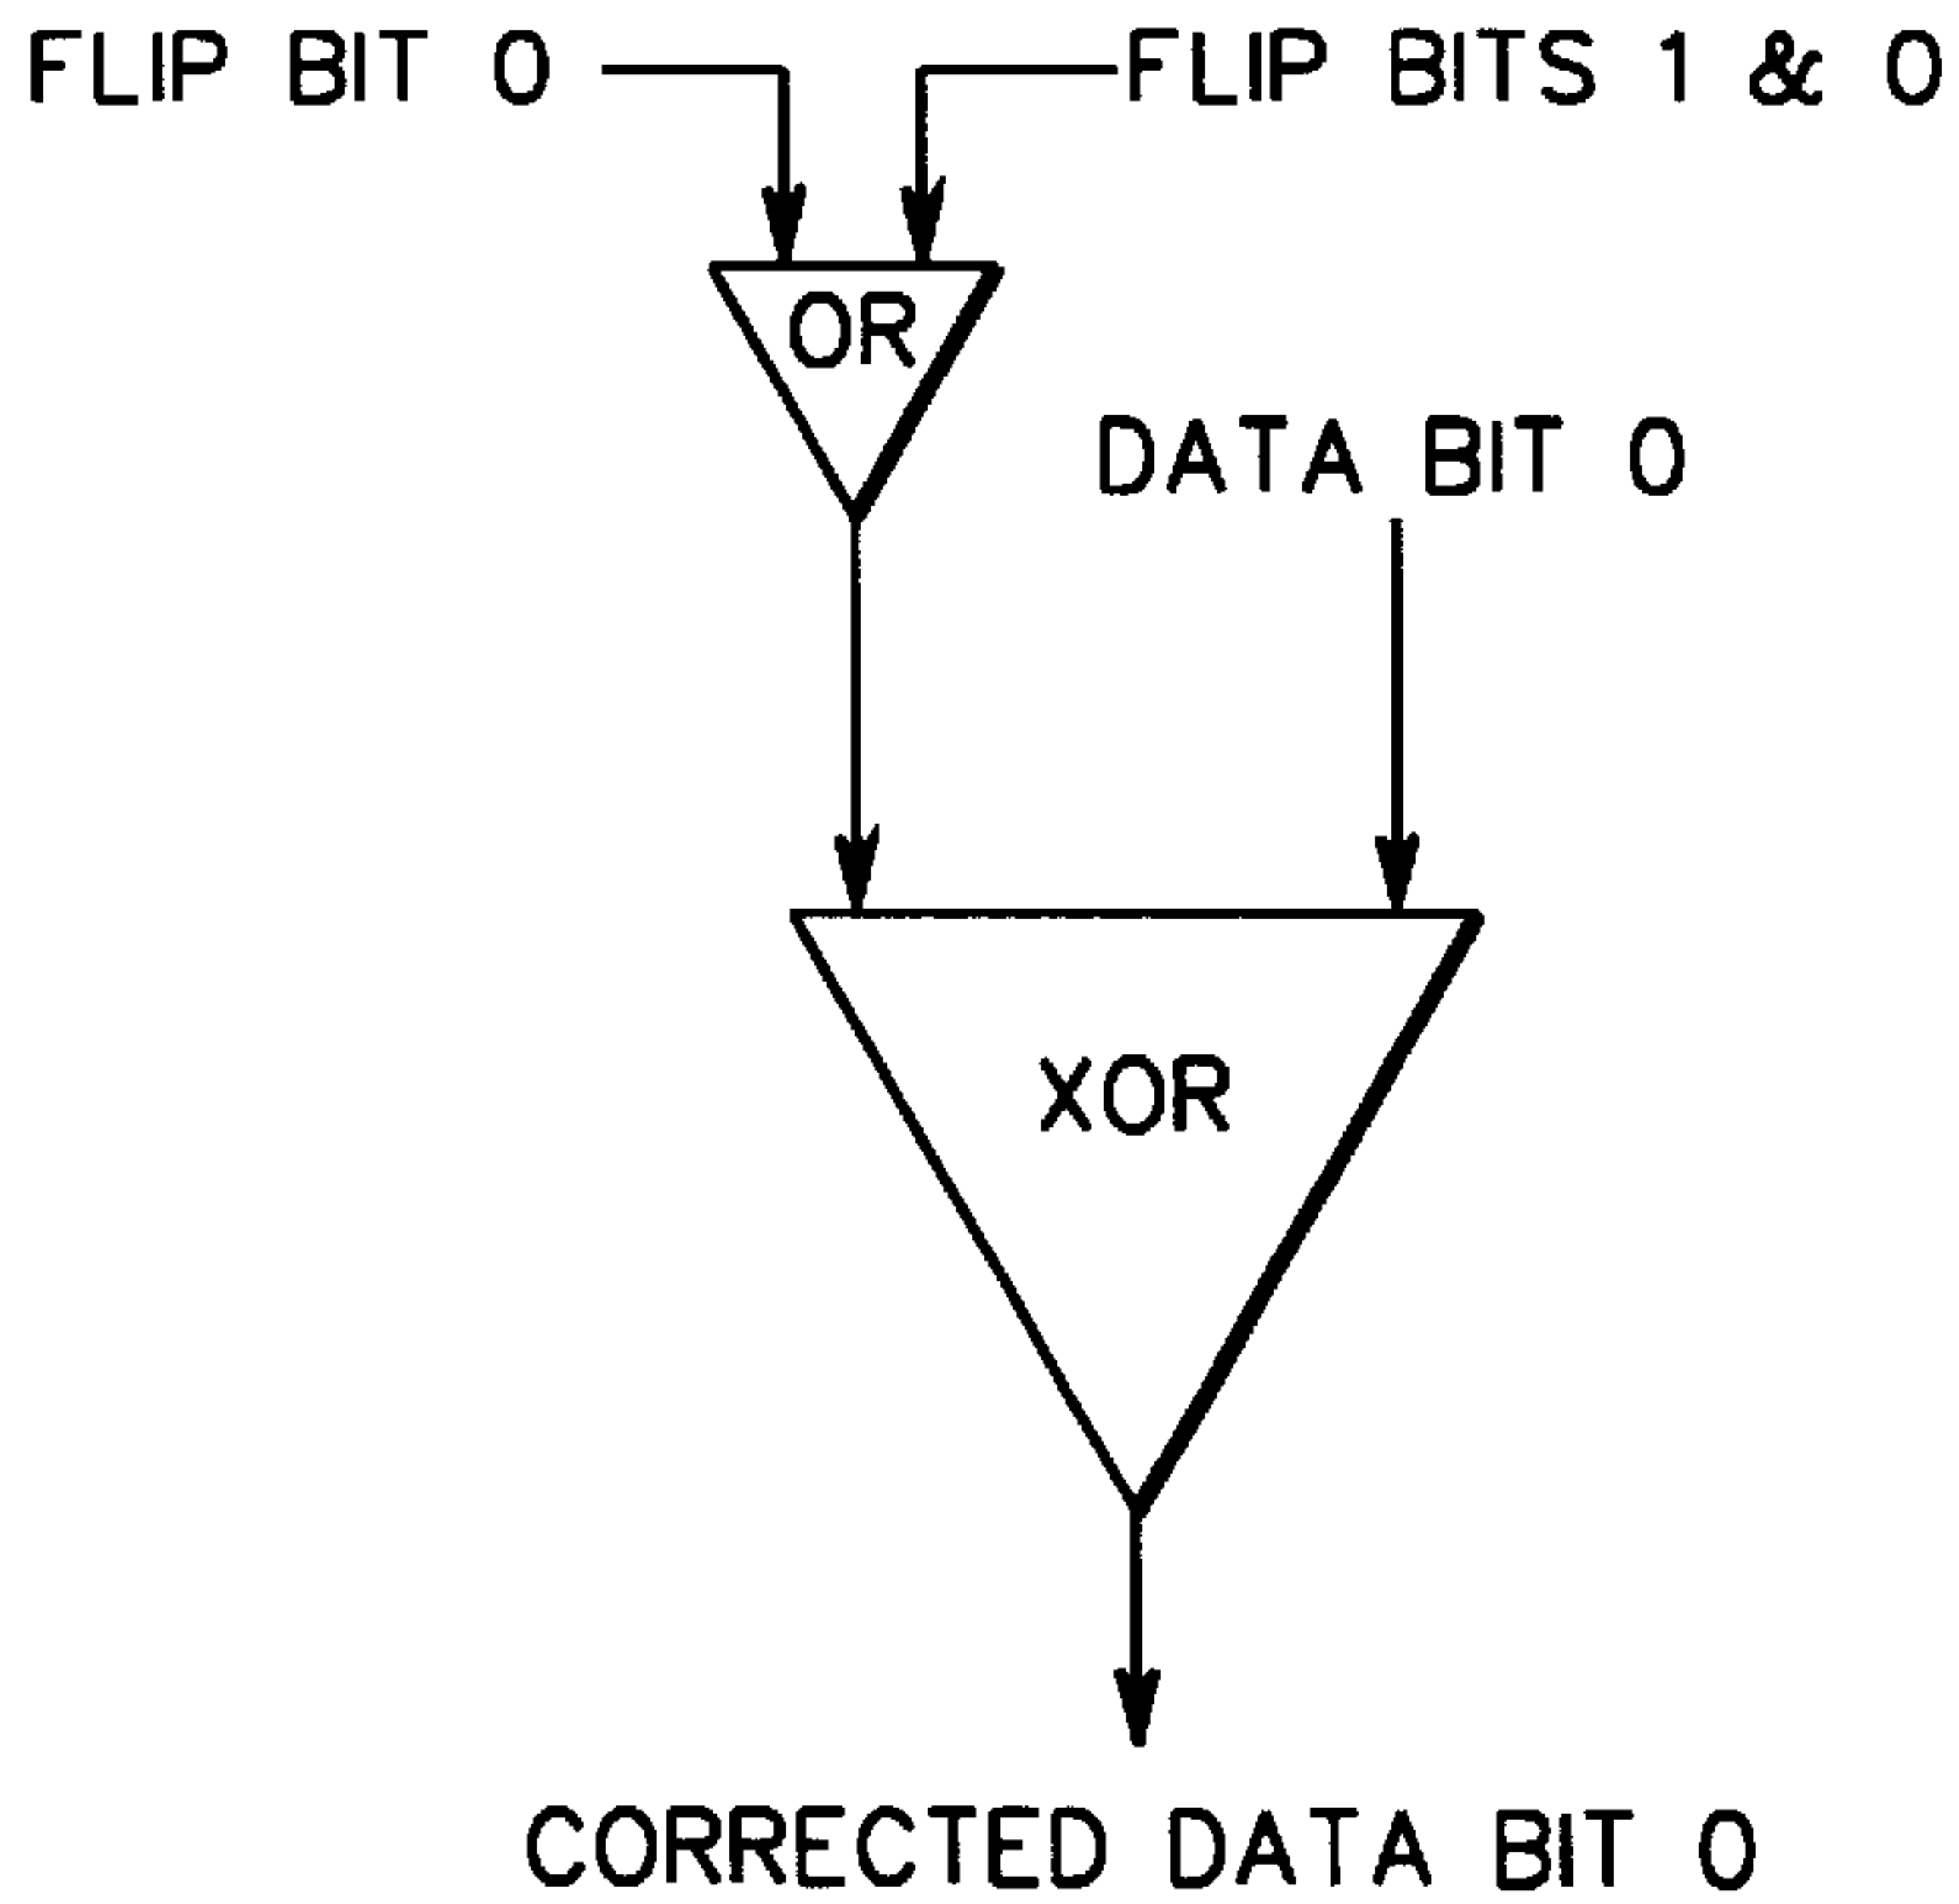 FLIP BIT 0
FLIP BITS 1 & 0
OR
DATA BIT 0
XOR
CORRECTED DATA BIT 0